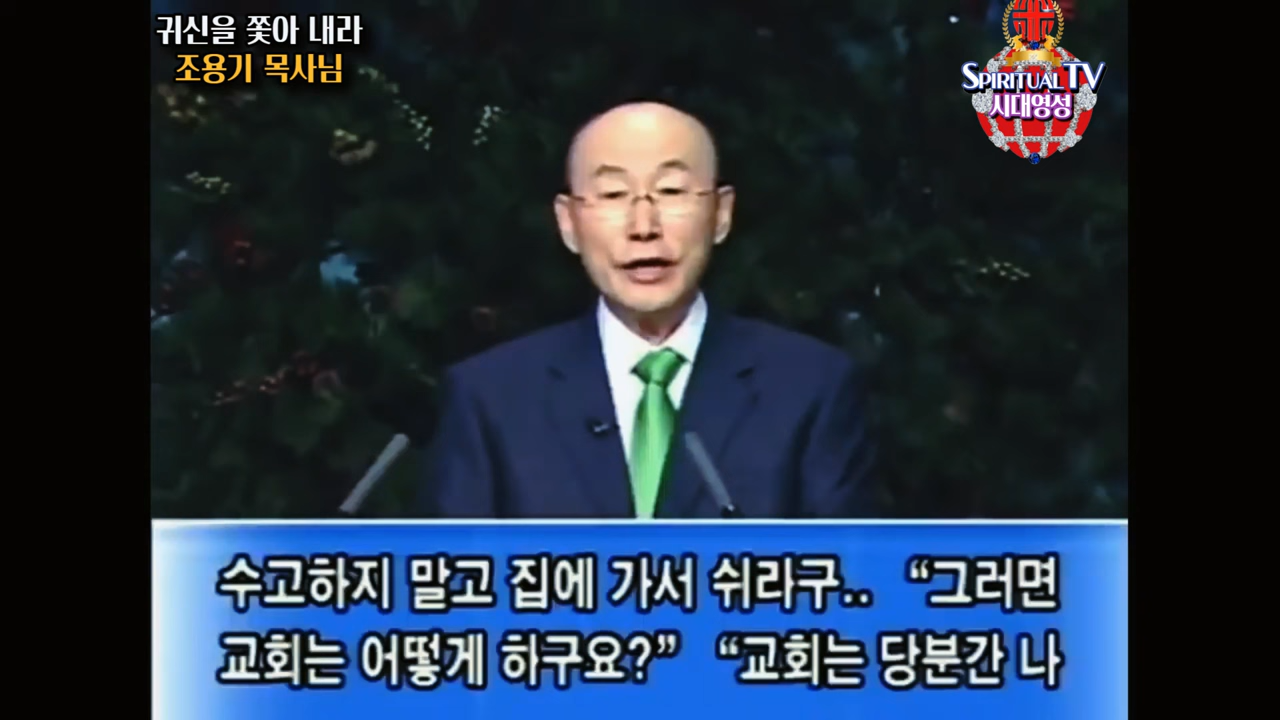 귀신을 쫓아 내라
조용기 목사님
SPIRITUAL TV
시대영성
수고하지 말고 집에 가서 쉬라구.. “그러면
교회는 어떻게 하구요?” “교회는 당분간 나